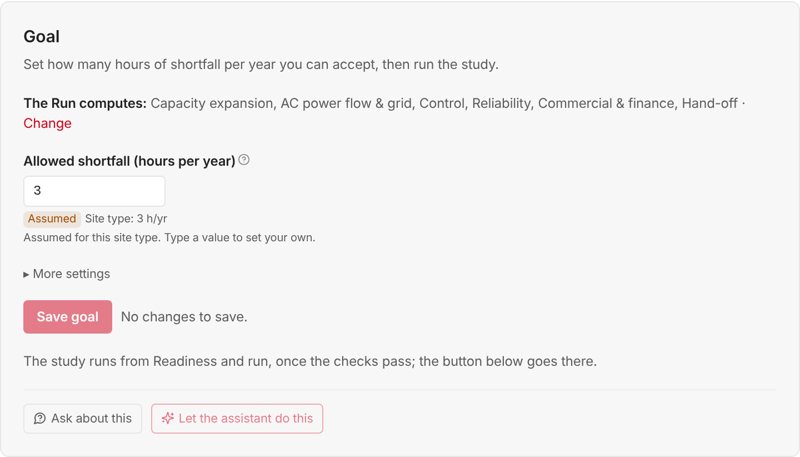 Goal
Set how many hours of shortfall per year you can accept, then run the study.
The Run computes: Capacity expansion, AC power flow & grid, Control, Reliability, Commercial & finance, Hand-off ·
Change
Allowed shortfall (hours per year) ?
3
Assumed Site type: 3 h/yr
Assumed for this site type. Type a value to set your own.
▸ More settings
Save goal No changes to save.
The study runs from Readiness and run, once the checks pass; the button below goes there.
Ask about this Let the assistant do this